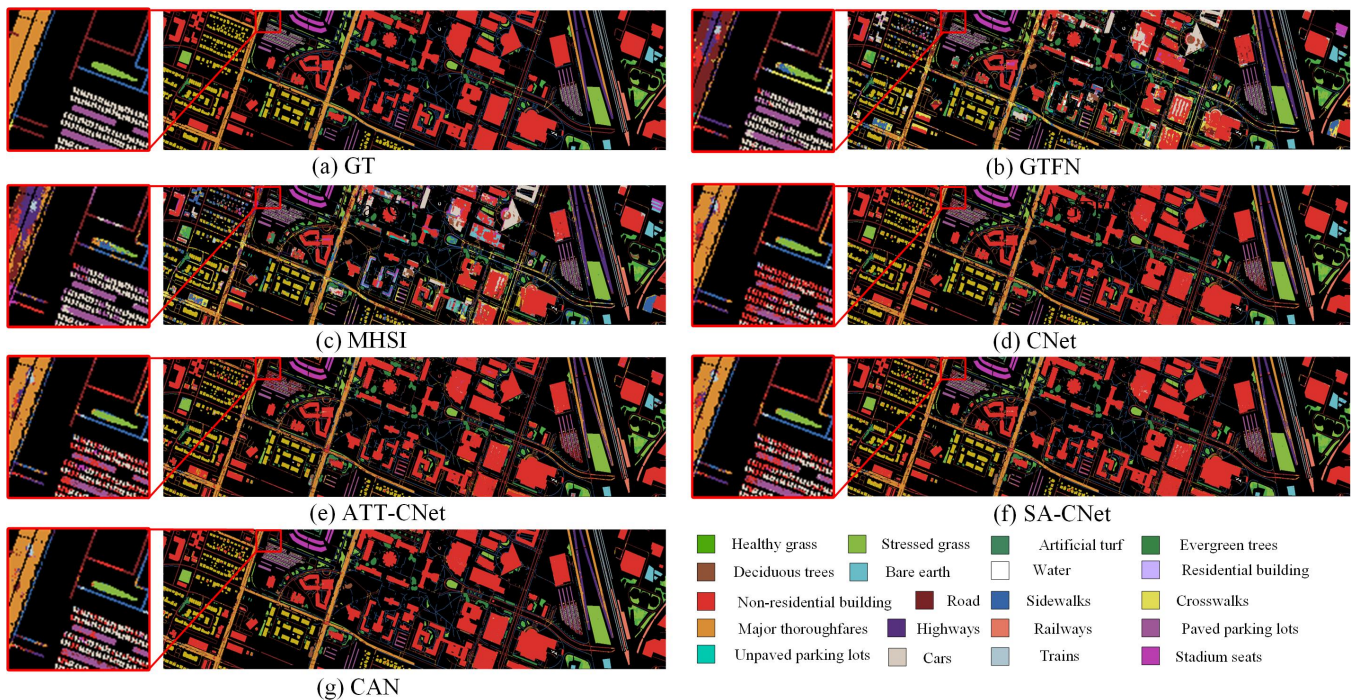 (a) GT
(b) GTFN
(c) MHSI
(d) CNet
(e) ATT-CNet
(f) SA-CNet
(g) CAN
Healthy grass Stressed grass Artificial turf Evergreen trees
Deciduous trees Bare earth Water Residential building
Non-residential building Road Sidewalks Crosswalks
Major thoroughfares Highways Railways Paved parking lots
Unpaved parking lots Cars Trains Stadium seats